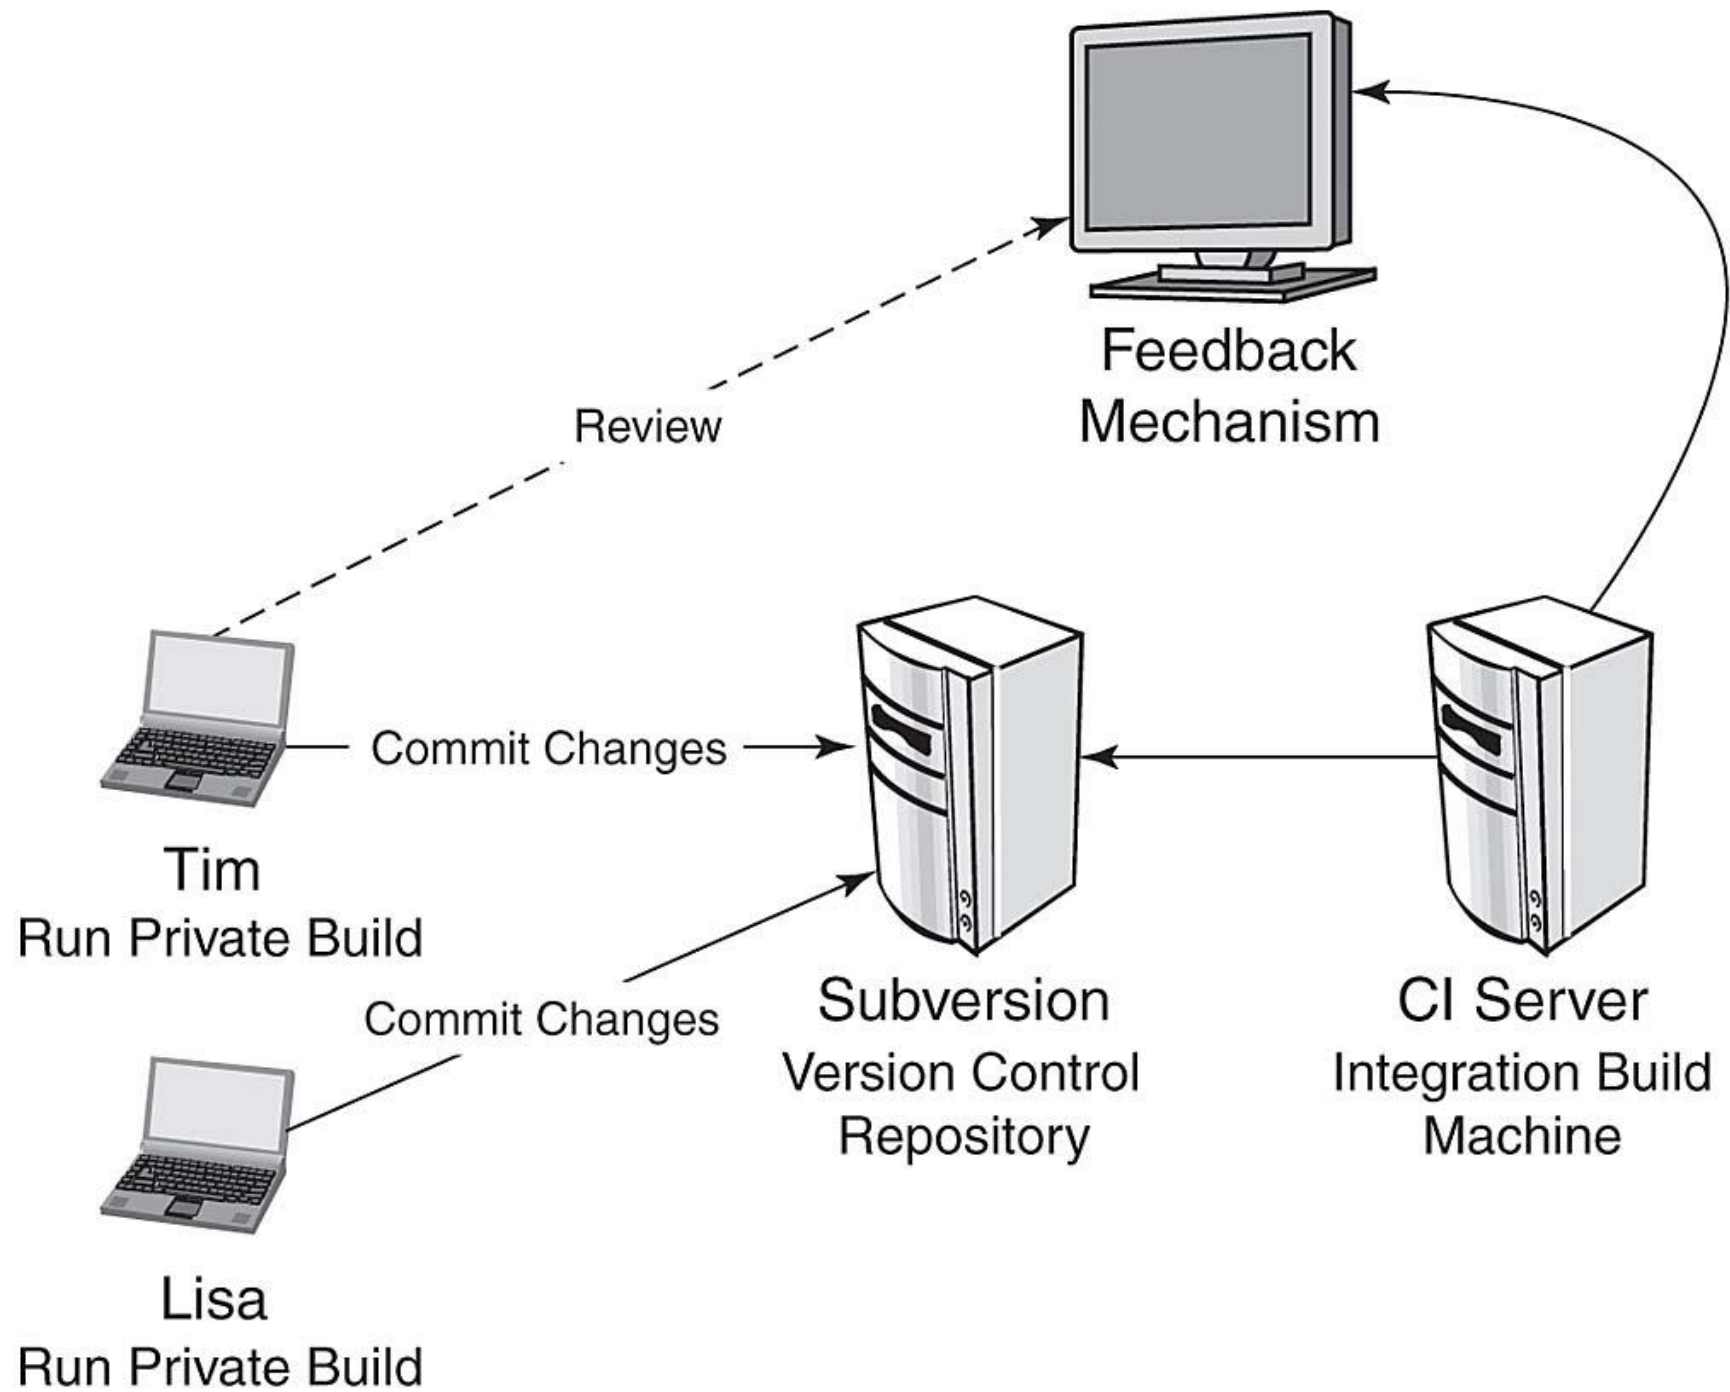 Feedback
Mechanism
Review
Commit Changes
Tim
Run Private Build
Commit Changes
Subversion
Version Control
Repository
CI Server
Integration Build
Machine
Lisa
Run Private Build